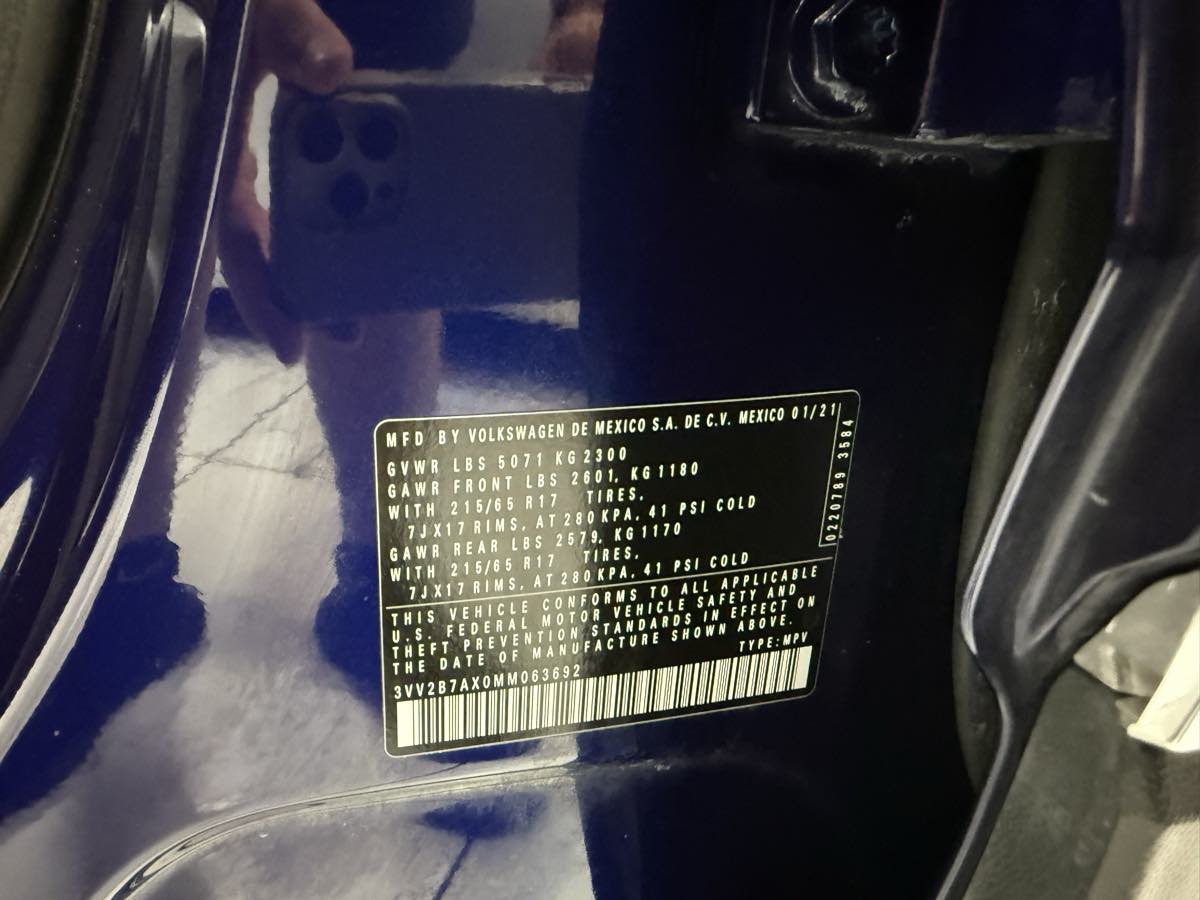 MFD BY VOLKSWAGEN DE MEXICO S.A. DE C.V. MEXICO 01/21
GVWR LBS 5071 KG 2300
GAWR FRONT LBS 2601, KG 1180
WITH 215/65 R17 TIRES,
7JX17 RIMS, AT 280 KPA, 41 PSI COLD
GAWR REAR LBS 2579, KG 1170
WITH 215/65 R17 TIRES,
7JX17 RIMS, AT 280 KPA, 41 PSI COLD
0220789 3584
THIS VEHICLE CONFORMS TO ALL APPLICABLE
U.S. FEDERAL MOTOR VEHICLE SAFETY AND
THEFT PREVENTION STANDARDS IN EFFECT ON
THE DATE OF MANUFACTURE SHOWN ABOVE.
3VV2B7AX0MM063692 TYPE: MPV